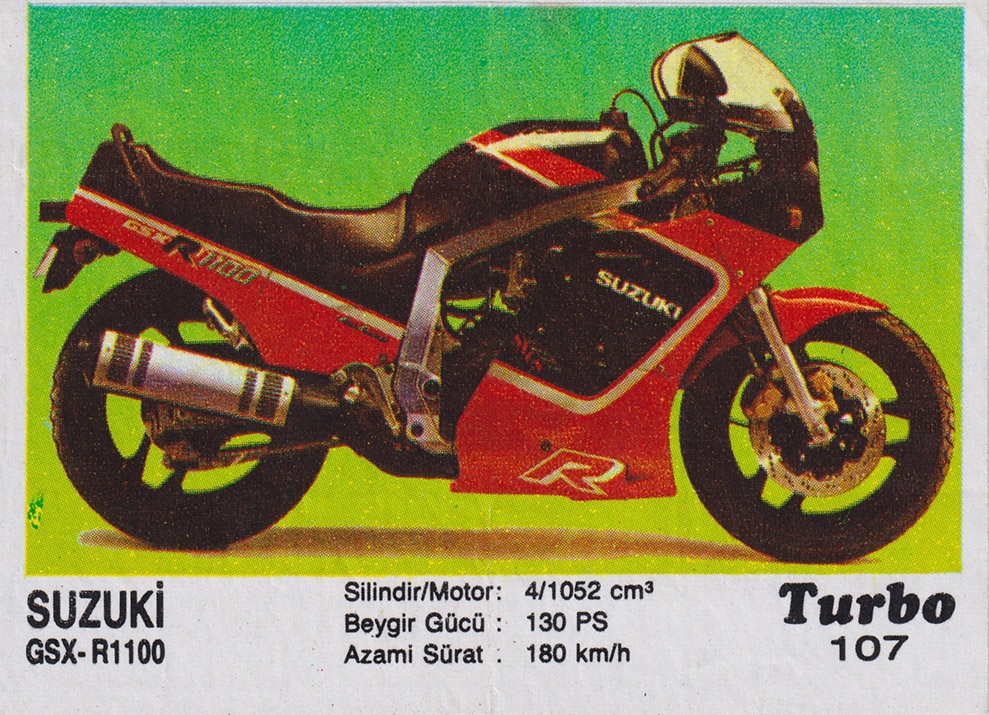 GSX R1100
SUZUKI
R
SUZUKİ
GSX-R1100
Silindir/Motor: 4/1052 cm³
Beygir Gücü : 130 PS
Azami Sürat : 180 km/h
Turbo
107